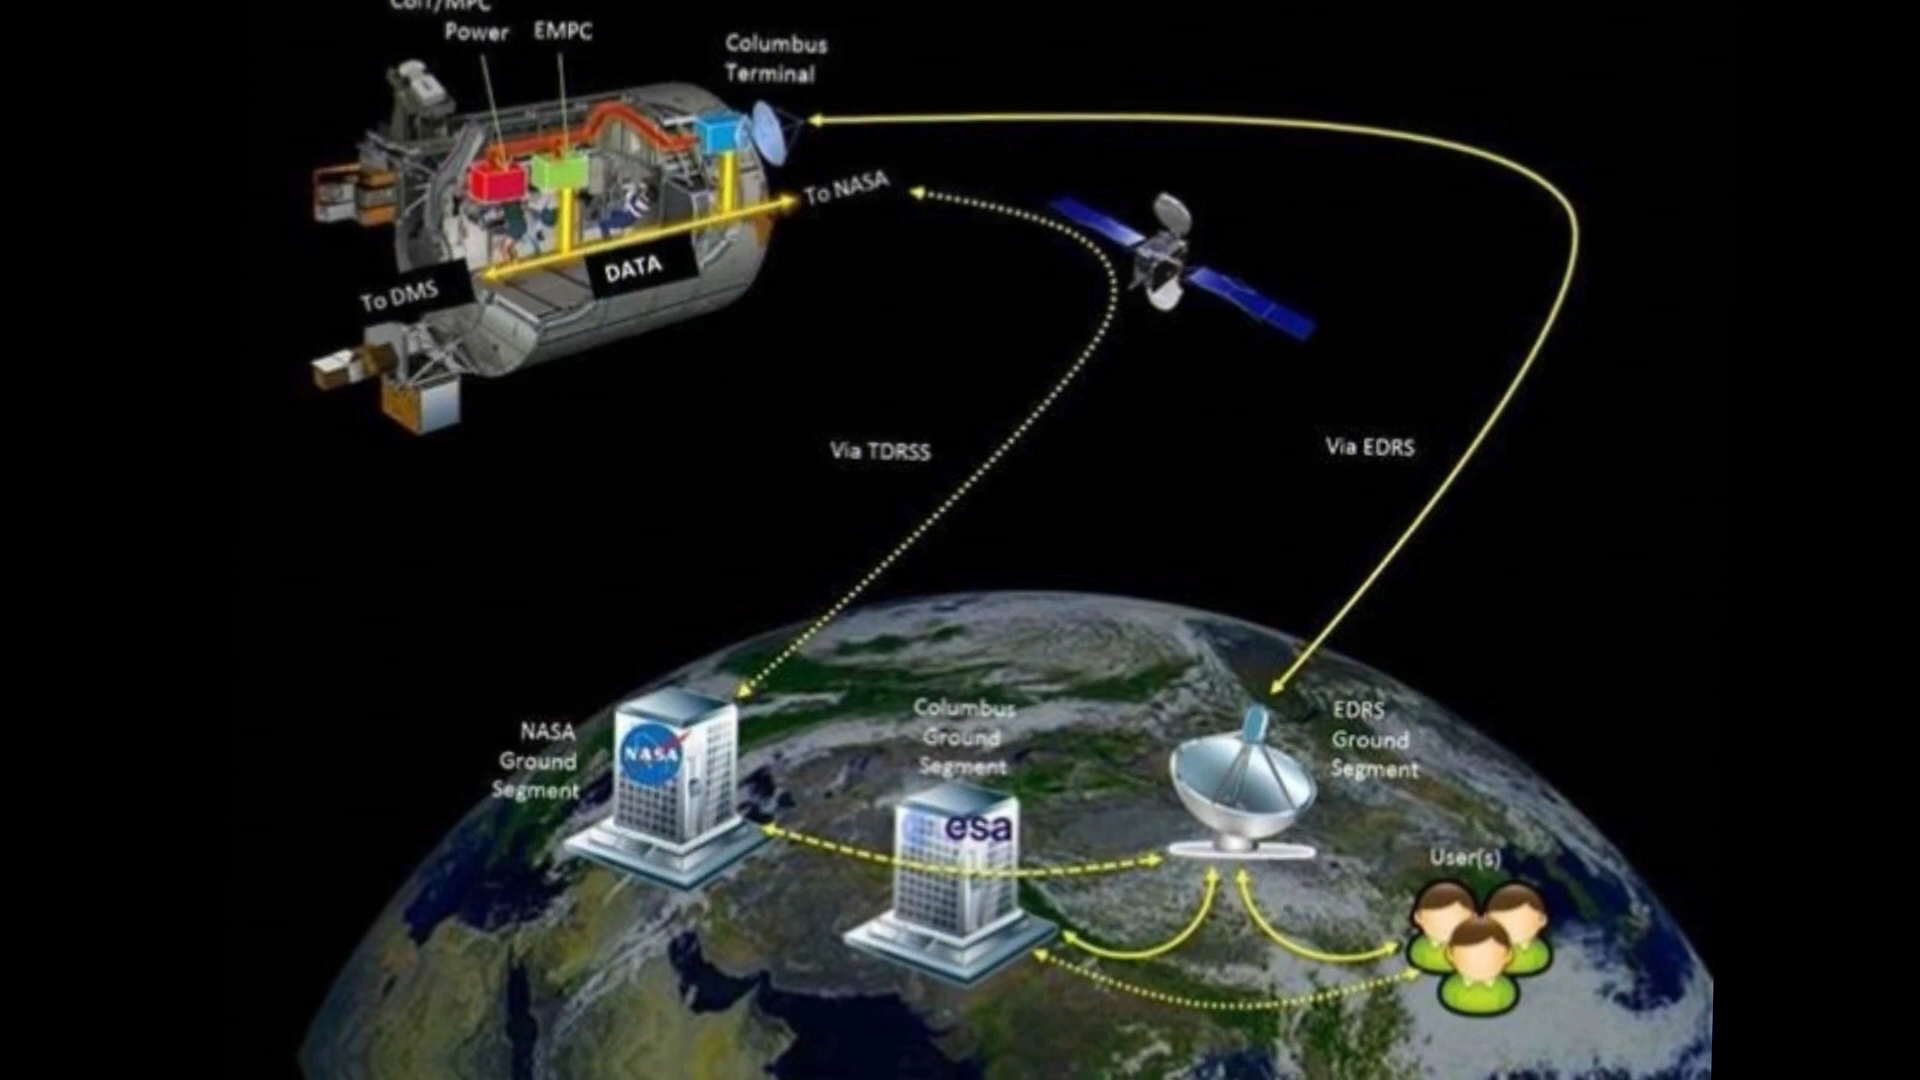 Power
EMPC
Columbus
Terminal
To NASA
DATA
To DMS
Via TDRSS
Via EDRS
NASA
Ground
Segment
NASA
Columbus
Ground
Segment
esa
EDRS
Ground
Segment
User(s)